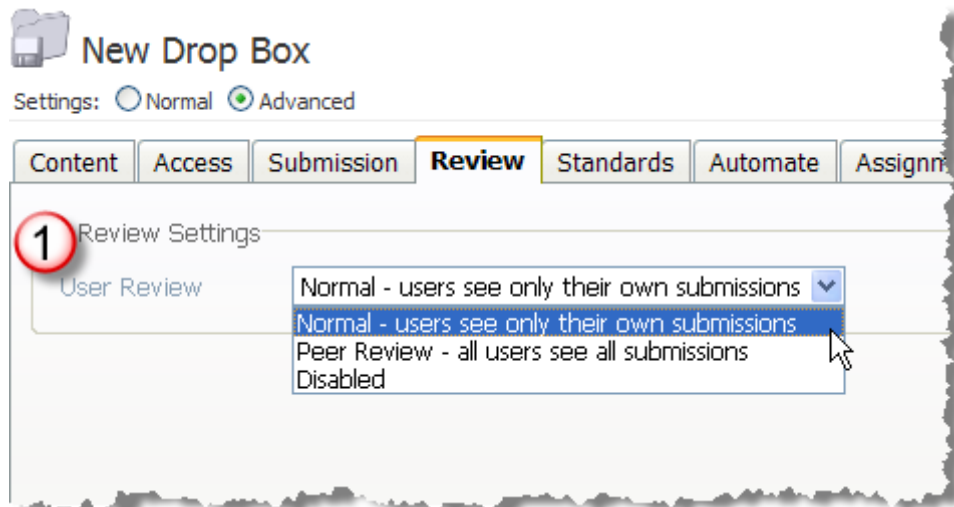 New Drop Box
Settings: Normal Advanced
Content Access Submission Review Standards Automate Assignm
1 Review Settings
User Review Normal - users see only their own submissions
Normal - users see only their own submissions
Peer Review - all users see all submissions
Disabled